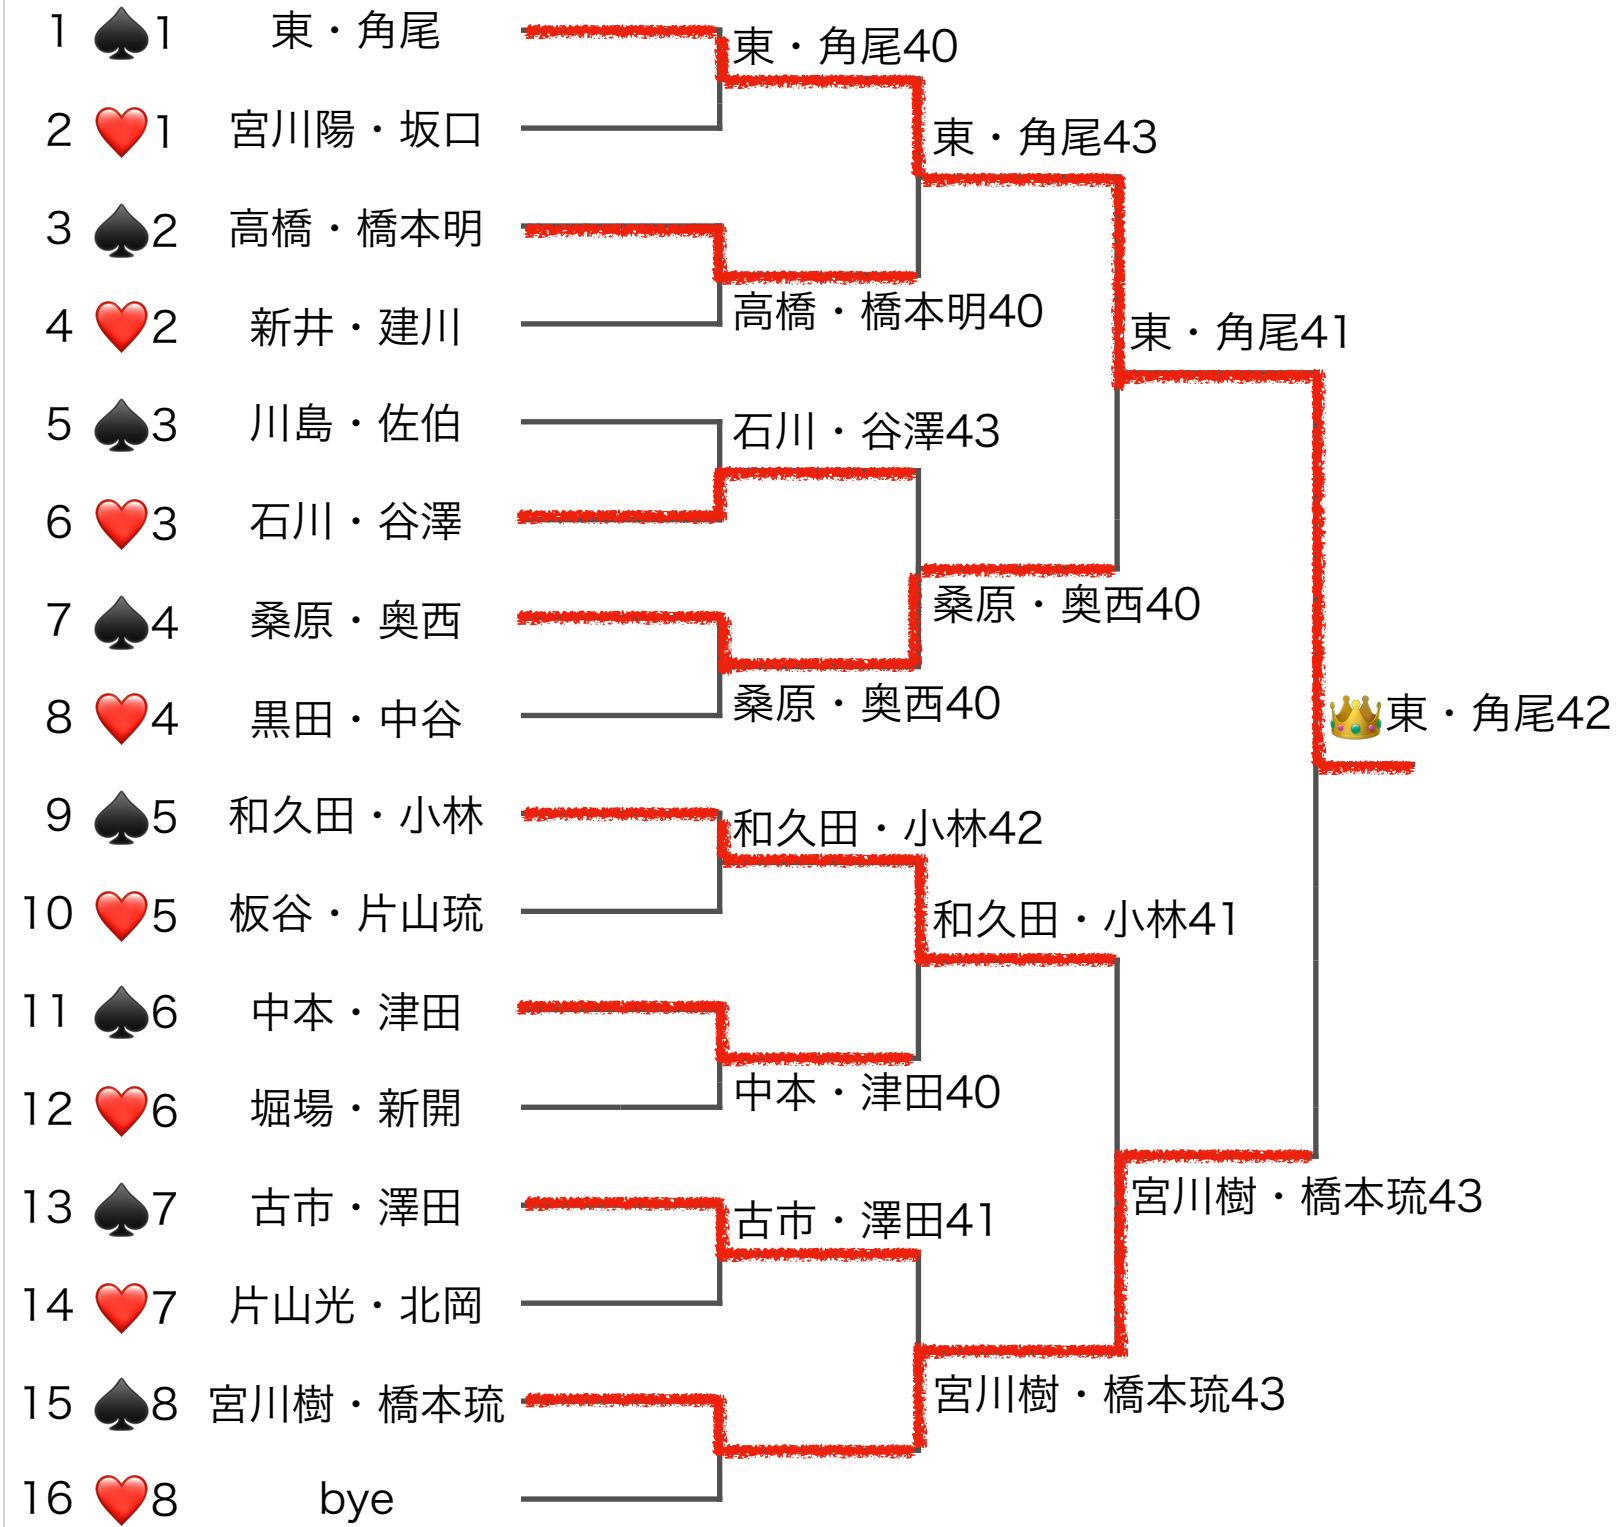 1 ♠1 東・角尾
2 ❤️1 宮川陽・坂口
3 ♠2 高橋・橋本明
4 ❤️2 新井・建川
5 ♠3 川島・佐伯
6 ❤️3 石川・谷澤
7 ♠4 桑原・奥西
8 ❤️4 黒田・中谷
9 ♠5 和久田・小林
10 ❤️5 板谷・片山琉
11 ♠6 中本・津田
12 ❤️6 堀場・新開
13 ♠7 古市・澤田
14 ❤️7 片山光・北岡
15 ♠8 宮川樹・橋本琉
16 ❤️8 bye
東・角尾40
高橋・橋本明40
石川・谷澤43
桑原・奥西40
和久田・小林42
中本・津田40
古市・澤田41
東・角尾43
桑原・奥西40
和久田・小林41
宮川樹・橋本琉43
東・角尾41
宮川樹・橋本琉43
👑東・角尾42